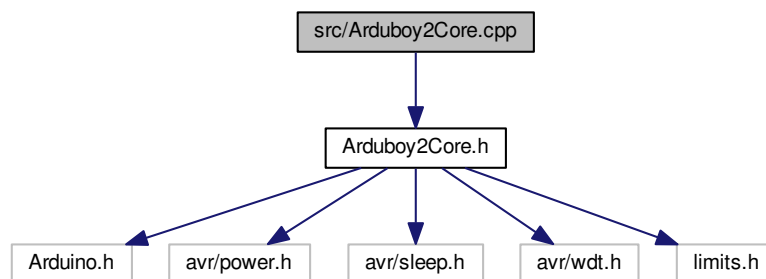 src/Arduboy2Core.cpp
Arduboy2Core.h
Arduino.h
avr/power.h
avr/sleep.h
avr/wdt.h
limits.h